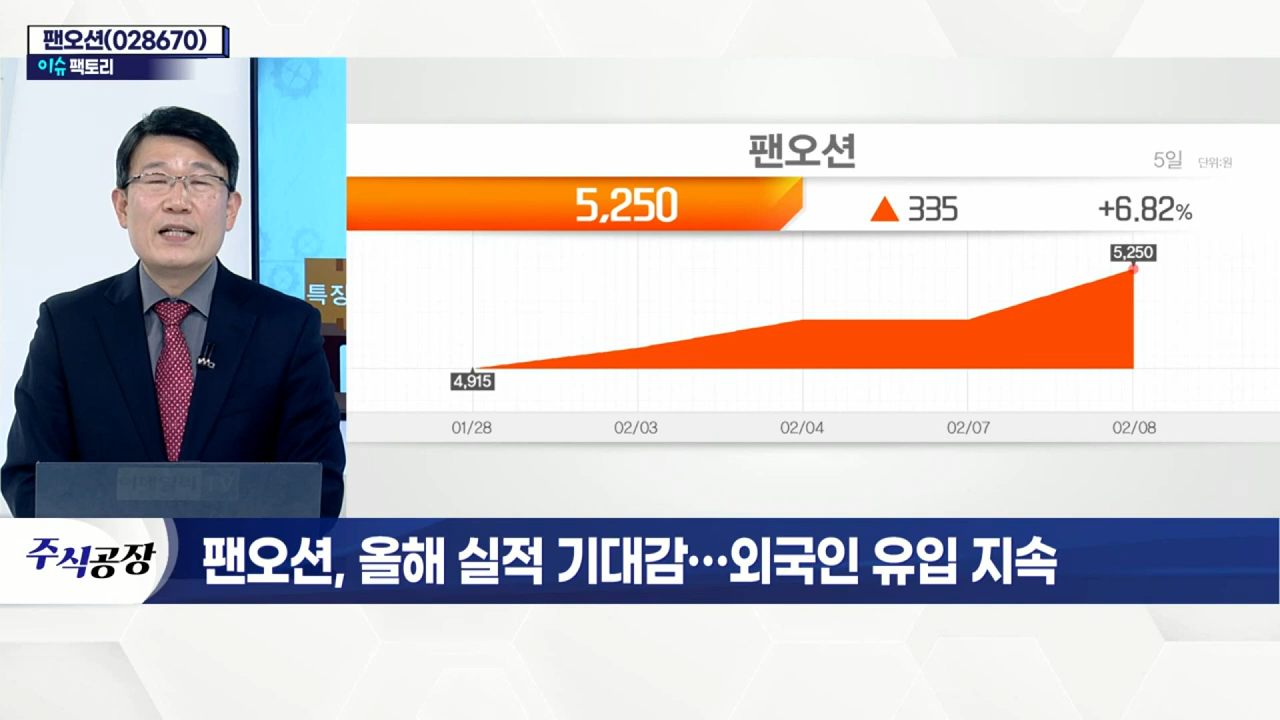 팬오션(028670)
이슈 팩토리
특징
팬오션
5일 단위:원
5,250 ▲ 335 +6.82%
5,250
4,915
01/28 02/03 02/04 02/07 02/08
주식공장
팬오션, 올해 실적 기대감…외국인 유입 지속